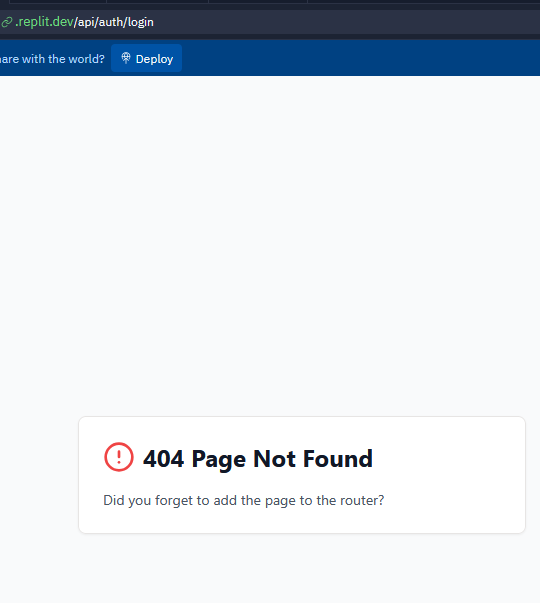 .replit.dev/api/auth/login
are with the world?
Deploy
404 Page Not Found
Did you forget to add the page to the router?